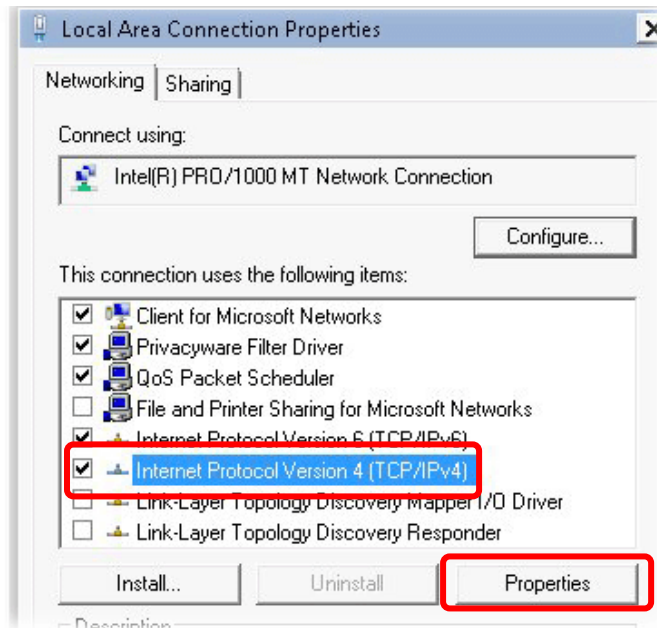 Local Area Connection Properties
Networking Sharing
Connect using:
Intel(R) PRO/1000 MT Network Connection
Configure...
This connection uses the following items:
Client for Microsoft Networks
Privacyware Filter Driver
QoS Packet Scheduler
File and Printer Sharing for Microsoft Networks
Internet Protocol Version 6 (TCP/IPv6)
Internet Protocol Version 4 (TCP/IPv4)
Link-Layer Topology Discovery Mapper I/O Driver
Link-Layer Topology Discovery Responder
Install... Uninstall Properties
Description